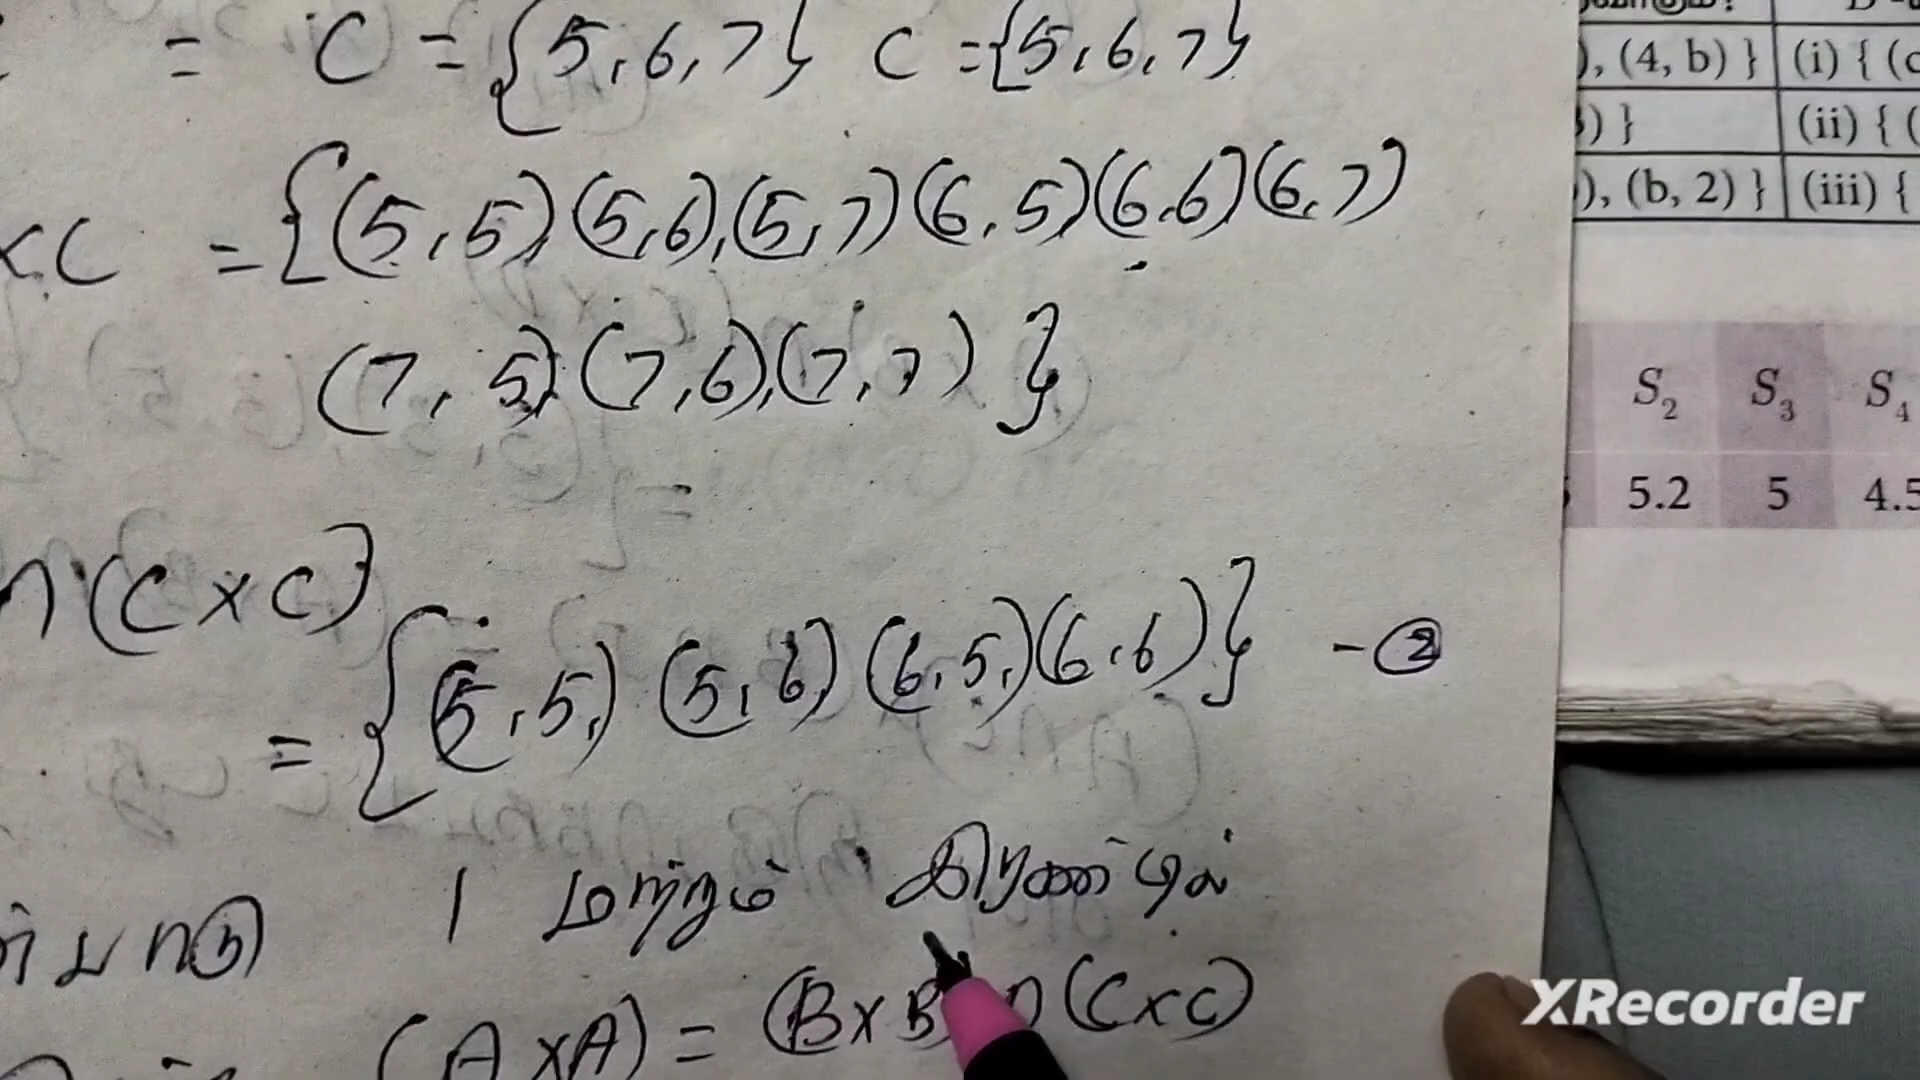 = C = {5, 6, 7} C = {5, 6, 7}
), (4, b) } (i) { (c
) } (ii) { (
), (b, 2) } (iii) {
xC = {(5, 5), (5, 6), (5, 7) (6, 5) (6, 6) (6, 7)
(7, 5), (7, 6), (7, 7) }
S2 S3 S4
5.2 5 4.5
∩ (C x C)
= {(5, 5,) (5, 6,) (6, 5,) (6, 6)} - ②
1 மற்றும் இரண்டில்
(A x A) = (B x B) ∩ (C x C)
XRecorder